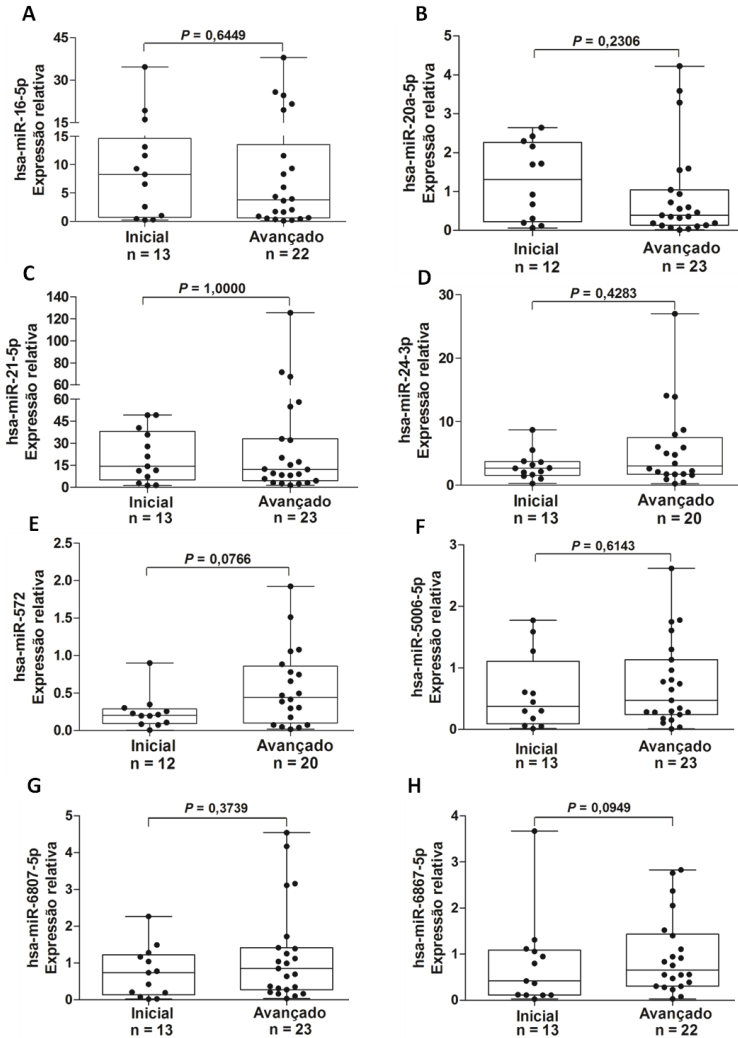 A
P = 0,6449
hsa-miR-16-5p
Expressão relativa
45
30
15
15
10
5
0
Inicial
n = 13
Avançado
n = 22
B
P = 0,2306
hsa-miR-20a-5p
Expressão relativa
5
4
3
2
1
0
Inicial
n = 12
Avançado
n = 23
C
P = 1,0000
hsa-miR-21-5p
Expressão relativa
140
120
100
80
60
60
45
30
15
0
Inicial
n = 13
Avançado
n = 23
D
P = 0,4283
hsa-miR-24-3p
Expressão relativa
30
20
10
0
Inicial
n = 13
Avançado
n = 20
E
P = 0,0766
hsa-miR-572
Expressão relativa
2.5
2.0
1.5
1.0
0.5
0.0
Inicial
n = 12
Avançado
n = 20
F
P = 0,6143
hsa-miR-5006-5p
Expressão relativa
3
2
1
0
Inicial
n = 13
Avançado
n = 23
G
P = 0,3739
hsa-miR-6807-5p
Expressão relativa
5
4
3
2
1
0
Inicial
n = 13
Avançado
n = 23
H
P = 0,0949
hsa-miR-6867-5p
Expressão relativa
4
3
2
1
0
Inicial
n = 13
Avançado
n = 22